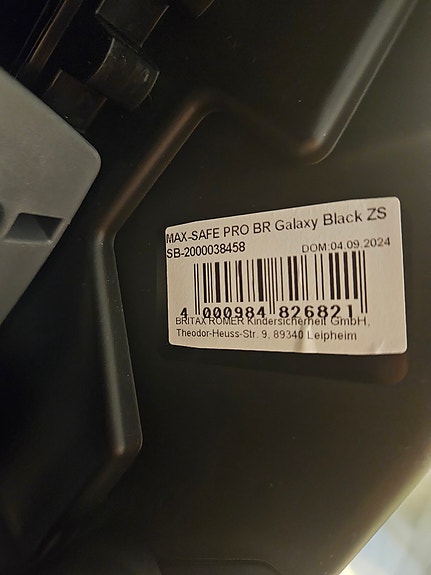 MAX-SAFE PRO BR Galaxy Black ZS
SB-2000038458 DOM:04.09.2024
4 000984 826821
BRITAX RÖMER Kindersicherheit GmbH,
Theodor-Heuss-Str. 9, 89340 Leipheim